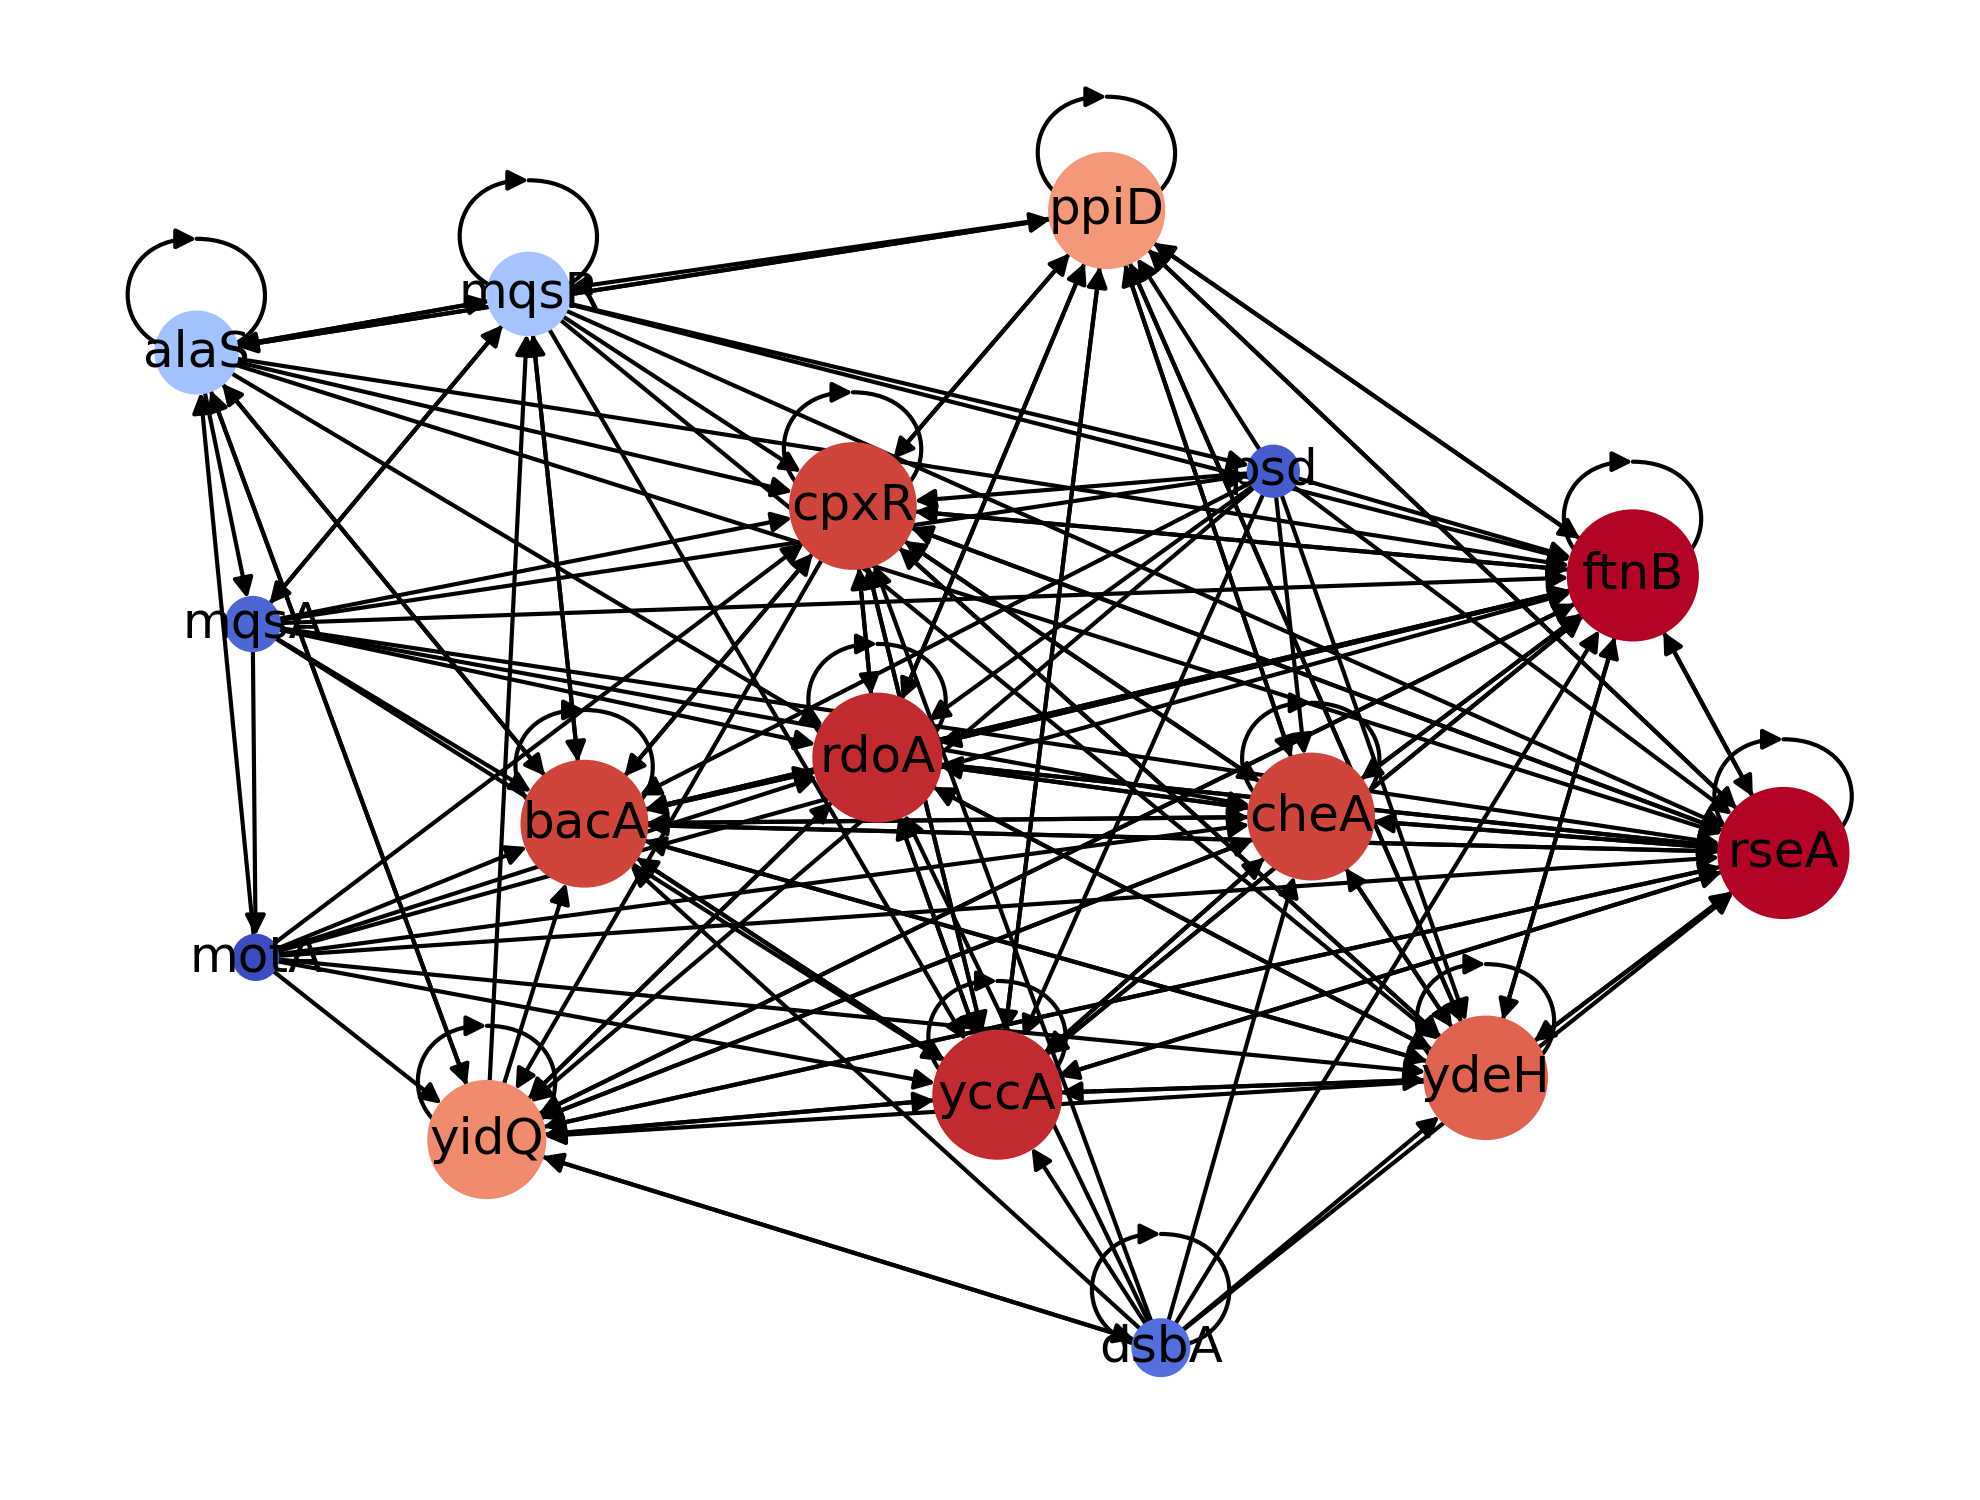 ppiD
mqsR
alaS
psd
cpxR
ftnB
mqsA
rdoA
bacA
cheA
rseA
motA
ydeH
yccA
yidQ
dsbA